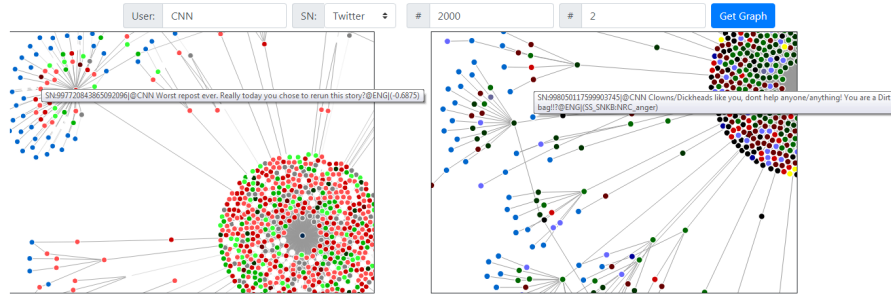 User: CNN SN: Twitter # 2000 # 2 Get Graph
SN:997720843865092096|@CNN Worst repost ever. Really today you chose to rerun this story?@ENG|(-0.6875)
SN:998050117599903745|@CNN Clowns/Dickheads like you, dont help anyone/anything! You are a Dirt
bag!!?@ENG|(SS_SNKB:NRC_anger)